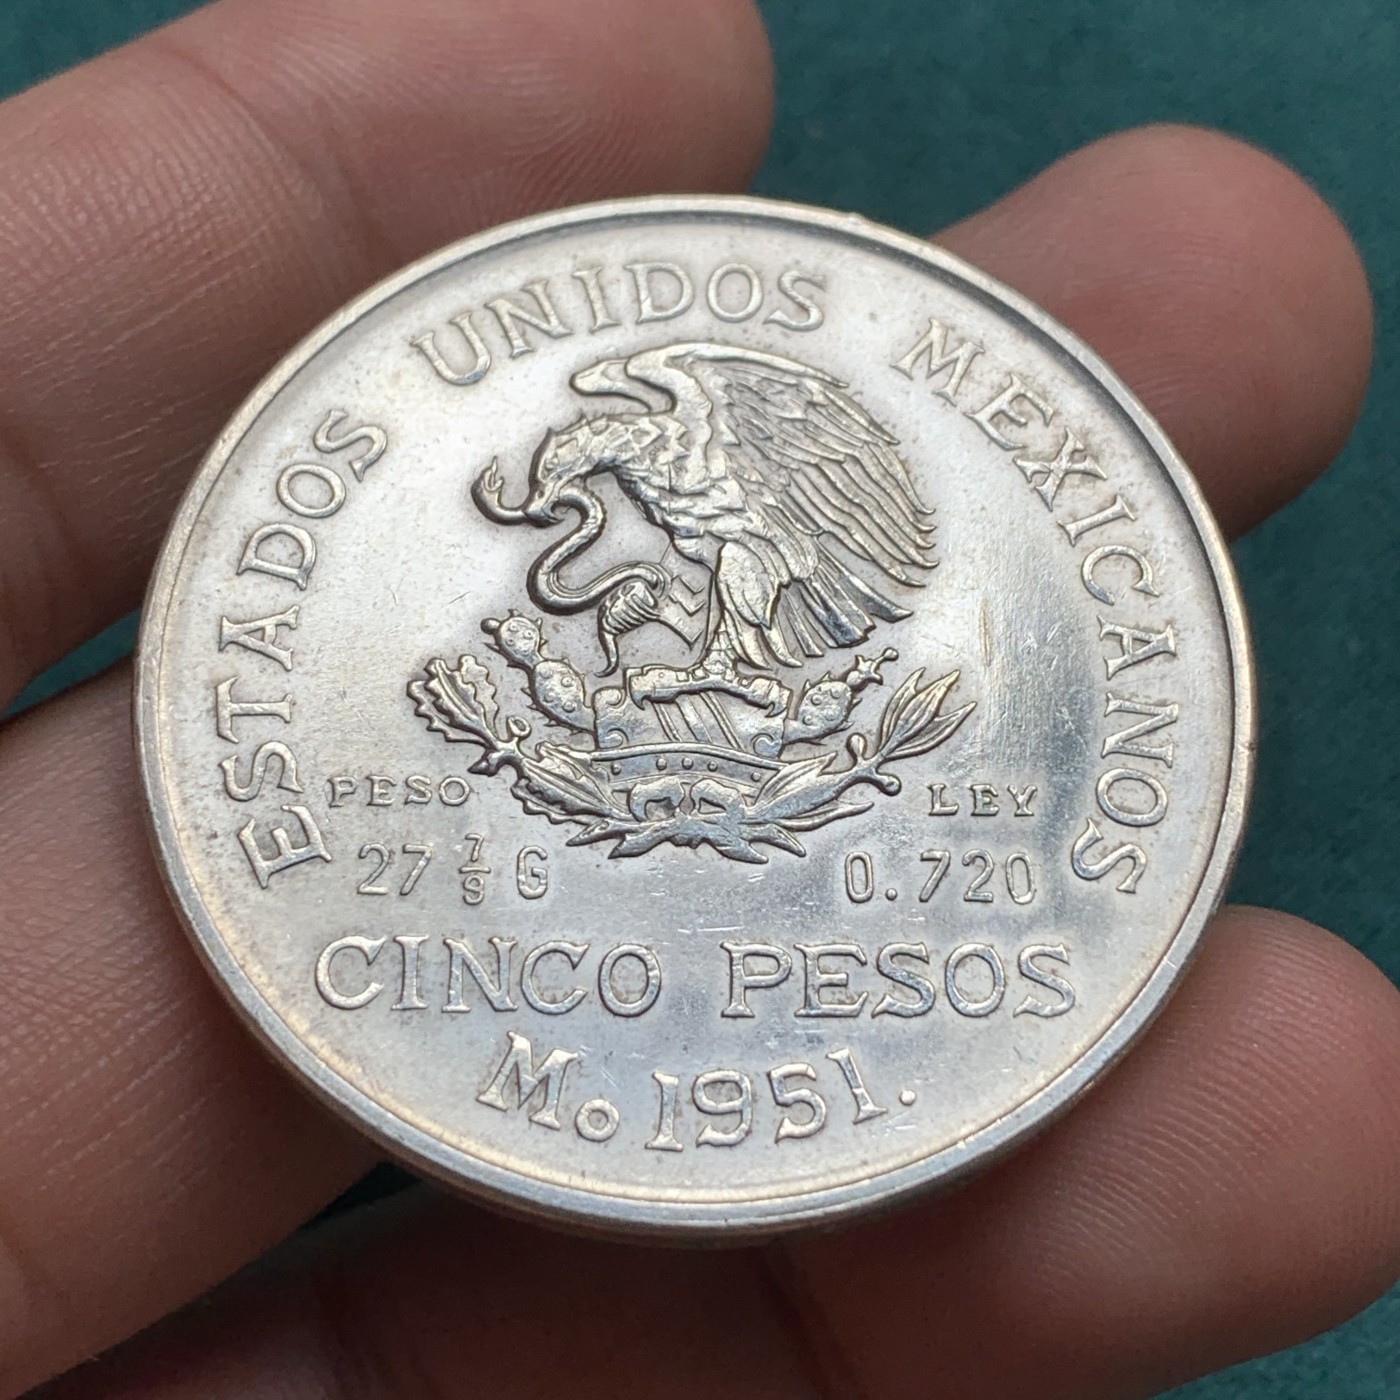 ESTADOS UNIDOS MEXICANOS
PESO
27 7/9 G
LEY
0.720
CINCO PESOS
Mo 1951.